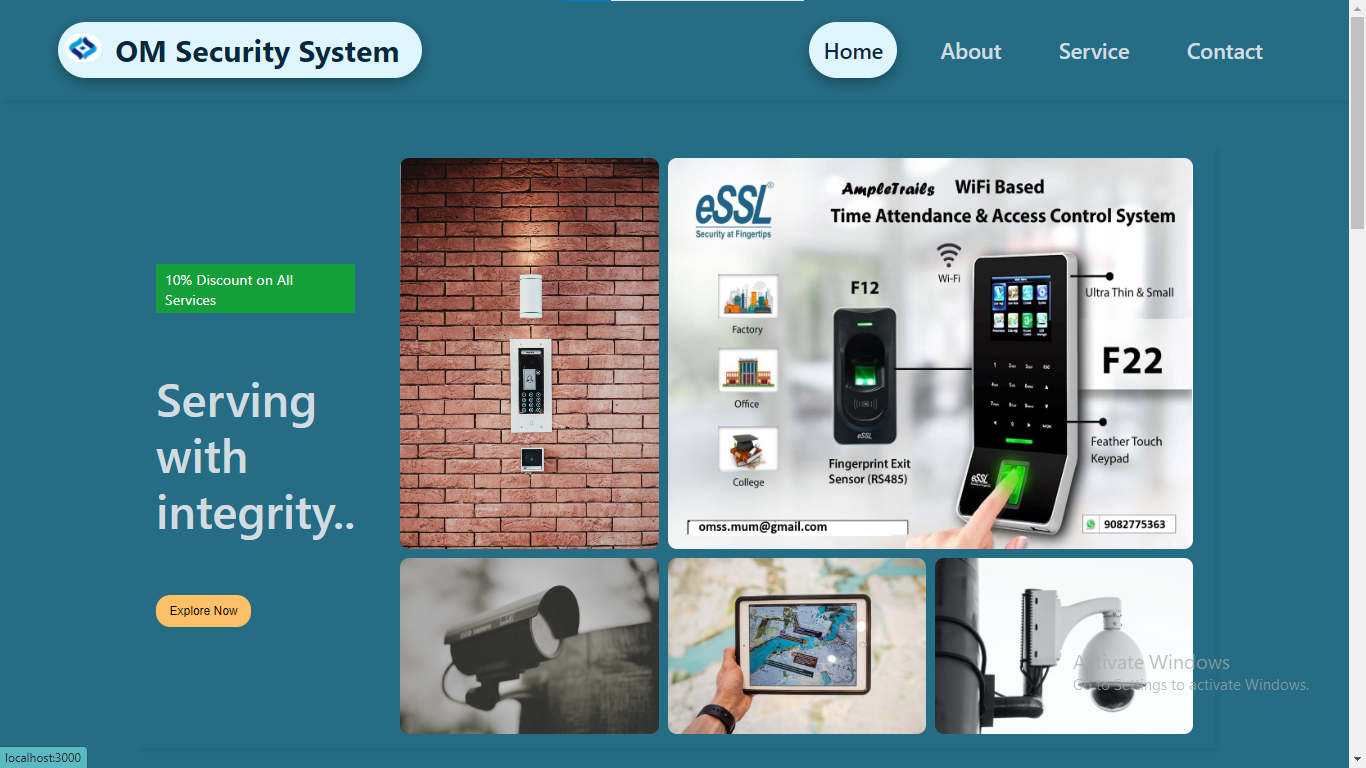 OM Security System
Home
About
Service
Contact
10% Discount on All
Services
Serving
with
integrity..
Explore Now
eSSL
Security at Fingertips
AmpleTrails WiFi Based
Time Attendance & Access Control System
Wi-Fi
F12
Ultra Thin & Small
Factory
F22
Office
eSSL
Feather Touch
Keypad
Fingerprint Exit
Sensor (RS485)
College
eSSL
omss.mum@gmail.com
9082775363
Activate Windows
Go to Settings to activate Windows.
localhost:3000